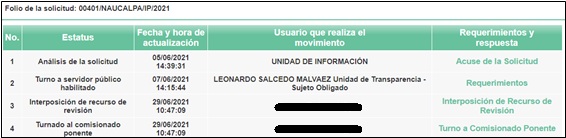 Folio de la solicitud: 00401/NAUCALPA/IP/2021
No. Estatus Fecha y hora de actualización Usuario que realiza el movimiento Requerimientos y respuesta
1 Análisis de la solicitud 05/06/2021 14:39:31 UNIDAD DE INFORMACIÓN Acuse de la Solicitud
2 Turno a servidor público habilitado 07/06/2021 14:15:44 LEONARDO SALCEDO MALVAEZ Unidad de Transparencia - Sujeto Obligado Requerimientos
3 Interposición de recurso de revisión 29/06/2021 10:47:09 Interposición de Recurso de Revisión
4 Turnado al comisionado ponente 29/06/2021 10:47:09 Turno a Comisionado Ponente